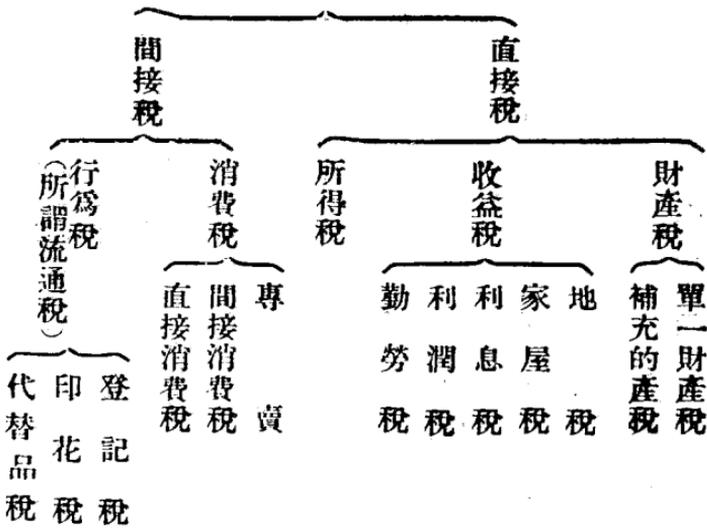 直接稅
財產稅
單一財產稅
補充的產稅
收益稅
地稅
家屋稅
利息稅
利潤稅
勤勞稅
所得稅
間接稅
消費稅
專賣
間接消費稅
直接消費稅
行爲稅
(所謂流通稅)
登記稅
印花稅
代替品稅